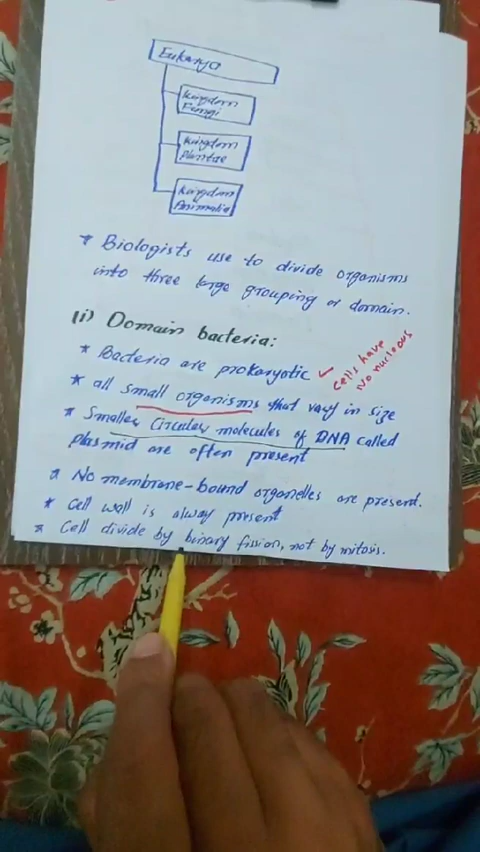 Eukarya
Kingdom
Fungi
Kingdom
Plantae
Kingdom
Animalia
* Biologists use to divide organisms
into three large grouping or domain.
(i) Domain bacteria:
* Bacteria are prokaryotic ✓ cells have
No nucleous
* all small organisms that vary in size
* Smaller Circular molecules of DNA called
plasmid are often present
* No membrane-bound organelles are present.
* Cell wall is alway present
* Cell divide by binary fission, not by mitosis.